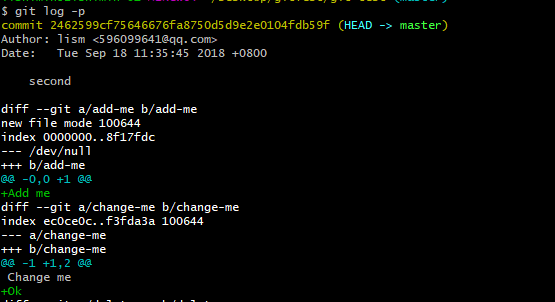 $ git log -p
commit 2462599cf75646676fa8750d5d9e2e0104fdb59f (HEAD -> master)
Author: lism <596099641@qq.com>
Date:   Tue Sep 18 11:35:45 2018 +0800
    second
diff --git a/add-me b/add-me
new file mode 100644
index 0000000..8f17fdc
--- /dev/null
+++ b/add-me
@@ -0,0 +1 @@
+Add me
diff --git a/change-me b/change-me
index ec0ce0c..f3fda3a 100644
--- a/change-me
+++ b/change-me
@@ -1 +1,2 @@
 Change me
+Ok